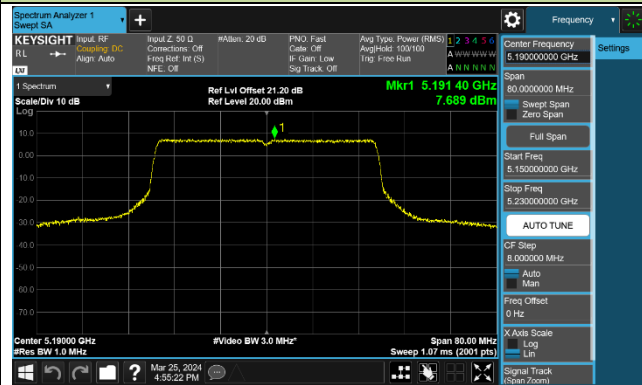 Spectrum Analyzer 1
Swept SA
Frequency
KEYSIGHT
RL
Input: RF
Coupling: DC
Align: Auto
Input Z: 50 Ω
Corrections: Off
Freq Ref: Int (S)
NFE: Off
#Atten: 20 dB
PNO: Fast
Gate: Off
IF Gain: Low
Sig Track: Off
Avg Type: Power (RMS)
Avg|Hold: 100/100
Trig: Free Run
1 2 3 4 5 6
A W W W W W
A N N N N N
LXI
1 Spectrum
Scale/Div 10 dB
Log
Ref Lvl Offset 21.20 dB
Ref Level 20.00 dBm
Mkr1 5.191 40 GHz
7.689 dBm
1
10.0
0.00
-10.0
-20.0
-30.0
-40.0
-50.0
-60.0
-70.0
Center 5.19000 GHz
#Res BW 1.0 MHz
#Video BW 3.0 MHz*
Span 80.00 MHz
Sweep 1.07 ms (2001 pts)
Mar 25, 2024
4:55:22 PM
Center Frequency
5.190000000 GHz
Span
80.0000000 MHz
Swept Span
Zero Span
Full Span
Start Freq
5.150000000 GHz
Stop Freq
5.230000000 GHz
AUTO TUNE
CF Step
8.000000 MHz
Auto
Man
Freq Offset
0 Hz
X Axis Scale
Log
Lin
Signal Track
(Span Zoom)
Settings